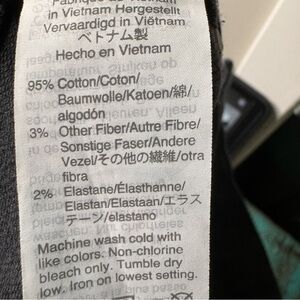 in Vietnam Hergestellt
Vervaardigd in Viëtnam
ベトナム製
Hecho en Vietnam
95% Cotton/Coton/
Baumwolle/Katoen/綿/
algodón
3% Other Fiber/Autre Fibre/
Sonstige Faser/Andere
Vezel/その他の繊維/otra
fibra
2% Elastane/Élasthanne/
Elastan/Elastaan/エラス
テーン/elastano
Machine wash cold with
like colors: Non-chlorine
bleach only. Tumble dry
low. Iron on lowest setting.